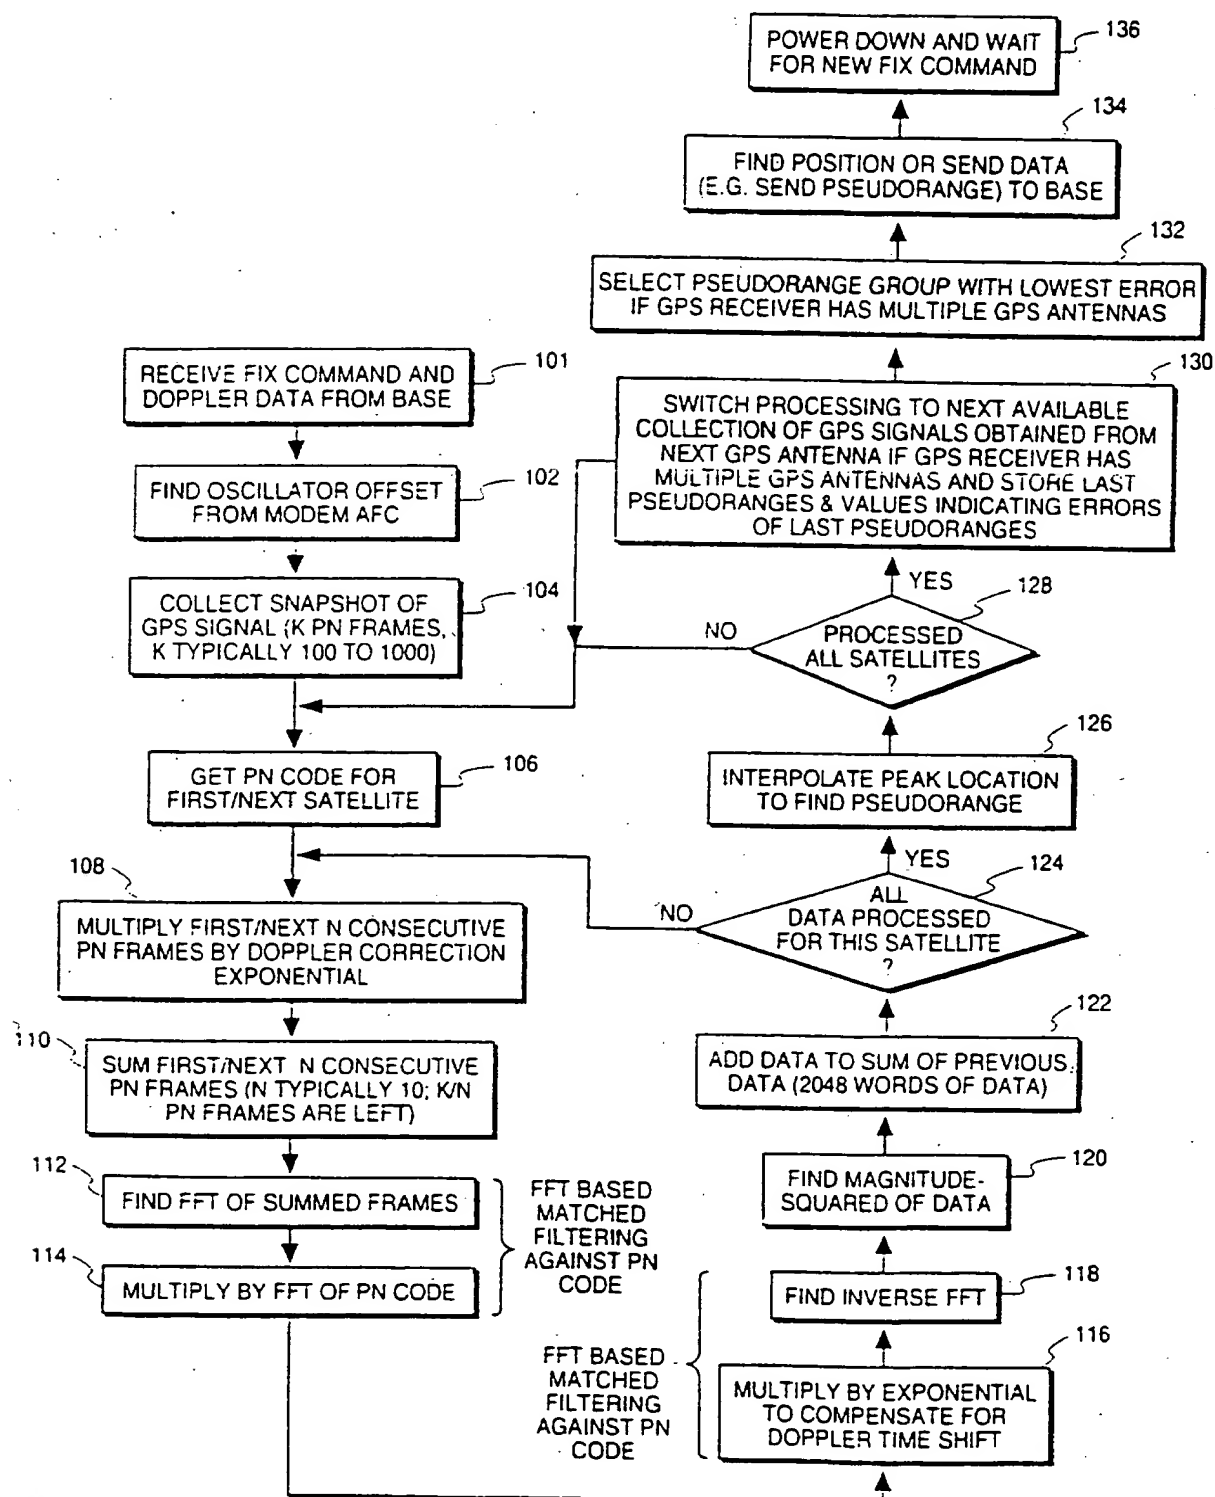 RECEIVE FIX COMMAND AND
DOPPLER DATA FROM BASE
101
FIND OSCILLATOR OFFSET
FROM MODEM AFC
102
COLLECT SNAPSHOT OF
GPS SIGNAL (K PN FRAMES,
K TYPICALLY 100 TO 1000)
104
GET PN CODE FOR
FIRST/NEXT SATELLITE
106
108
MULTIPLY FIRST/NEXT N CONSECUTIVE
PN FRAMES BY DOPPLER CORRECTION
EXPONENTIAL
110
SUM FIRST/NEXT N CONSECUTIVE
PN FRAMES (N TYPICALLY 10; K/N
PN FRAMES ARE LEFT)
112
FIND FFT OF SUMMED FRAMES
114
MULTIPLY BY FFT OF PN CODE
FFT BASED
MATCHED
FILTERING
AGAINST PN
CODE
FFT BASED
MATCHED
FILTERING
AGAINST PN
CODE
116
MULTIPLY BY EXPONENTIAL
TO COMPENSATE FOR
DOPPLER TIME SHIFT
118
FIND INVERSE FFT
120
FIND MAGNITUDE-
SQUARED OF DATA
122
ADD DATA TO SUM OF PREVIOUS
DATA (2048 WORDS OF DATA)
124
ALL
DATA PROCESSED
FOR THIS SATELLITE
?
NO
YES
126
INTERPOLATE PEAK LOCATION
TO FIND PSEUDORANGE
128
PROCESSED
ALL SATELLITES
?
NO
YES
130
SWITCH PROCESSING TO NEXT AVAILABLE
COLLECTION OF GPS SIGNALS OBTAINED FROM
NEXT GPS ANTENNA IF GPS RECEIVER HAS
MULTIPLE GPS ANTENNAS AND STORE LAST
PSEUDORANGES & VALUES INDICATING ERRORS
OF LAST PSEUDORANGES
132
SELECT PSEUDORANGE GROUP WITH LOWEST ERROR
IF GPS RECEIVER HAS MULTIPLE GPS ANTENNAS
134
FIND POSITION OR SEND DATA
(E.G. SEND PSEUDORANGE) TO BASE
136
POWER DOWN AND WAIT
FOR NEW FIX COMMAND